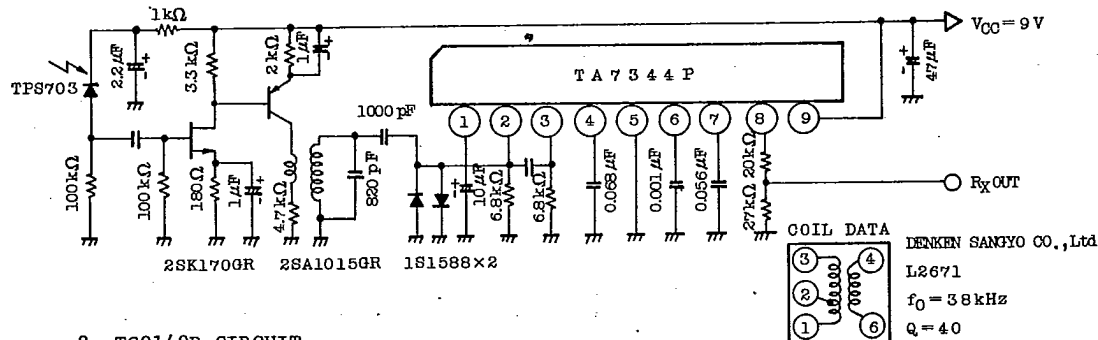 1kΩ
TPS703
2.2μF
3.3kΩ
2kΩ
1μF
VCC=9V
47μF
TA7344P
1000pF
1
2
3
4
5
6
7
8
9
100kΩ
100kΩ
180Ω
1μF
4.7kΩ
820pF
10μF
6.8kΩ
6.8kΩ
0.068μF
0.001μF
0.056μF
20kΩ
27kΩ
RX OUT
2SK170GR
2SA1015GR
1S1588×2
COIL DATA
3
4
2
1
6
DENKEN SANGYO CO.,Ltd
L2671
f0=38kHz
Q=40